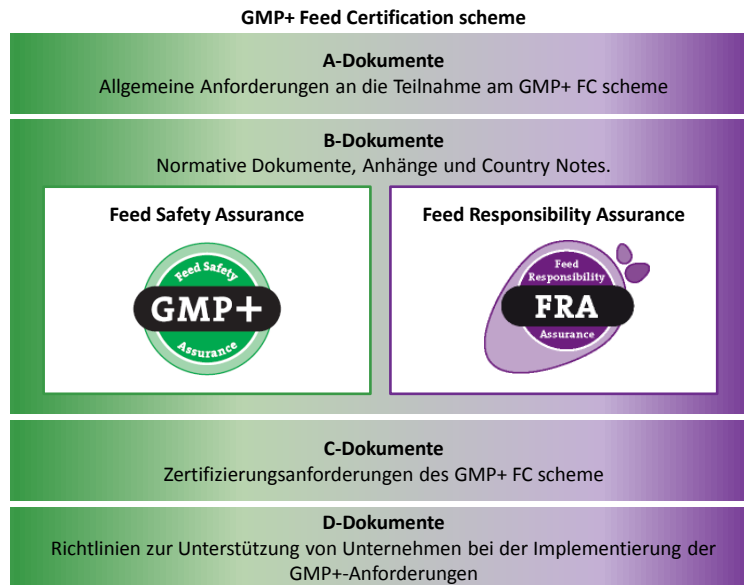 GMP+ Feed Certification scheme
A-Dokumente
Allgemeine Anforderungen an die Teilnahme am GMP+ FC scheme
B-Dokumente
Normative Dokumente, Anhänge und Country Notes.
Feed Safety Assurance
Feed Safety
GMP+
Assurance
Feed Responsibility Assurance
Feed
Responsibility
FRA
Assurance
C-Dokumente
Zertifizierungsanforderungen des GMP+ FC scheme
D-Dokumente
Richtlinien zur Unterstützung von Unternehmen bei der Implementierung der
GMP+-Anforderungen